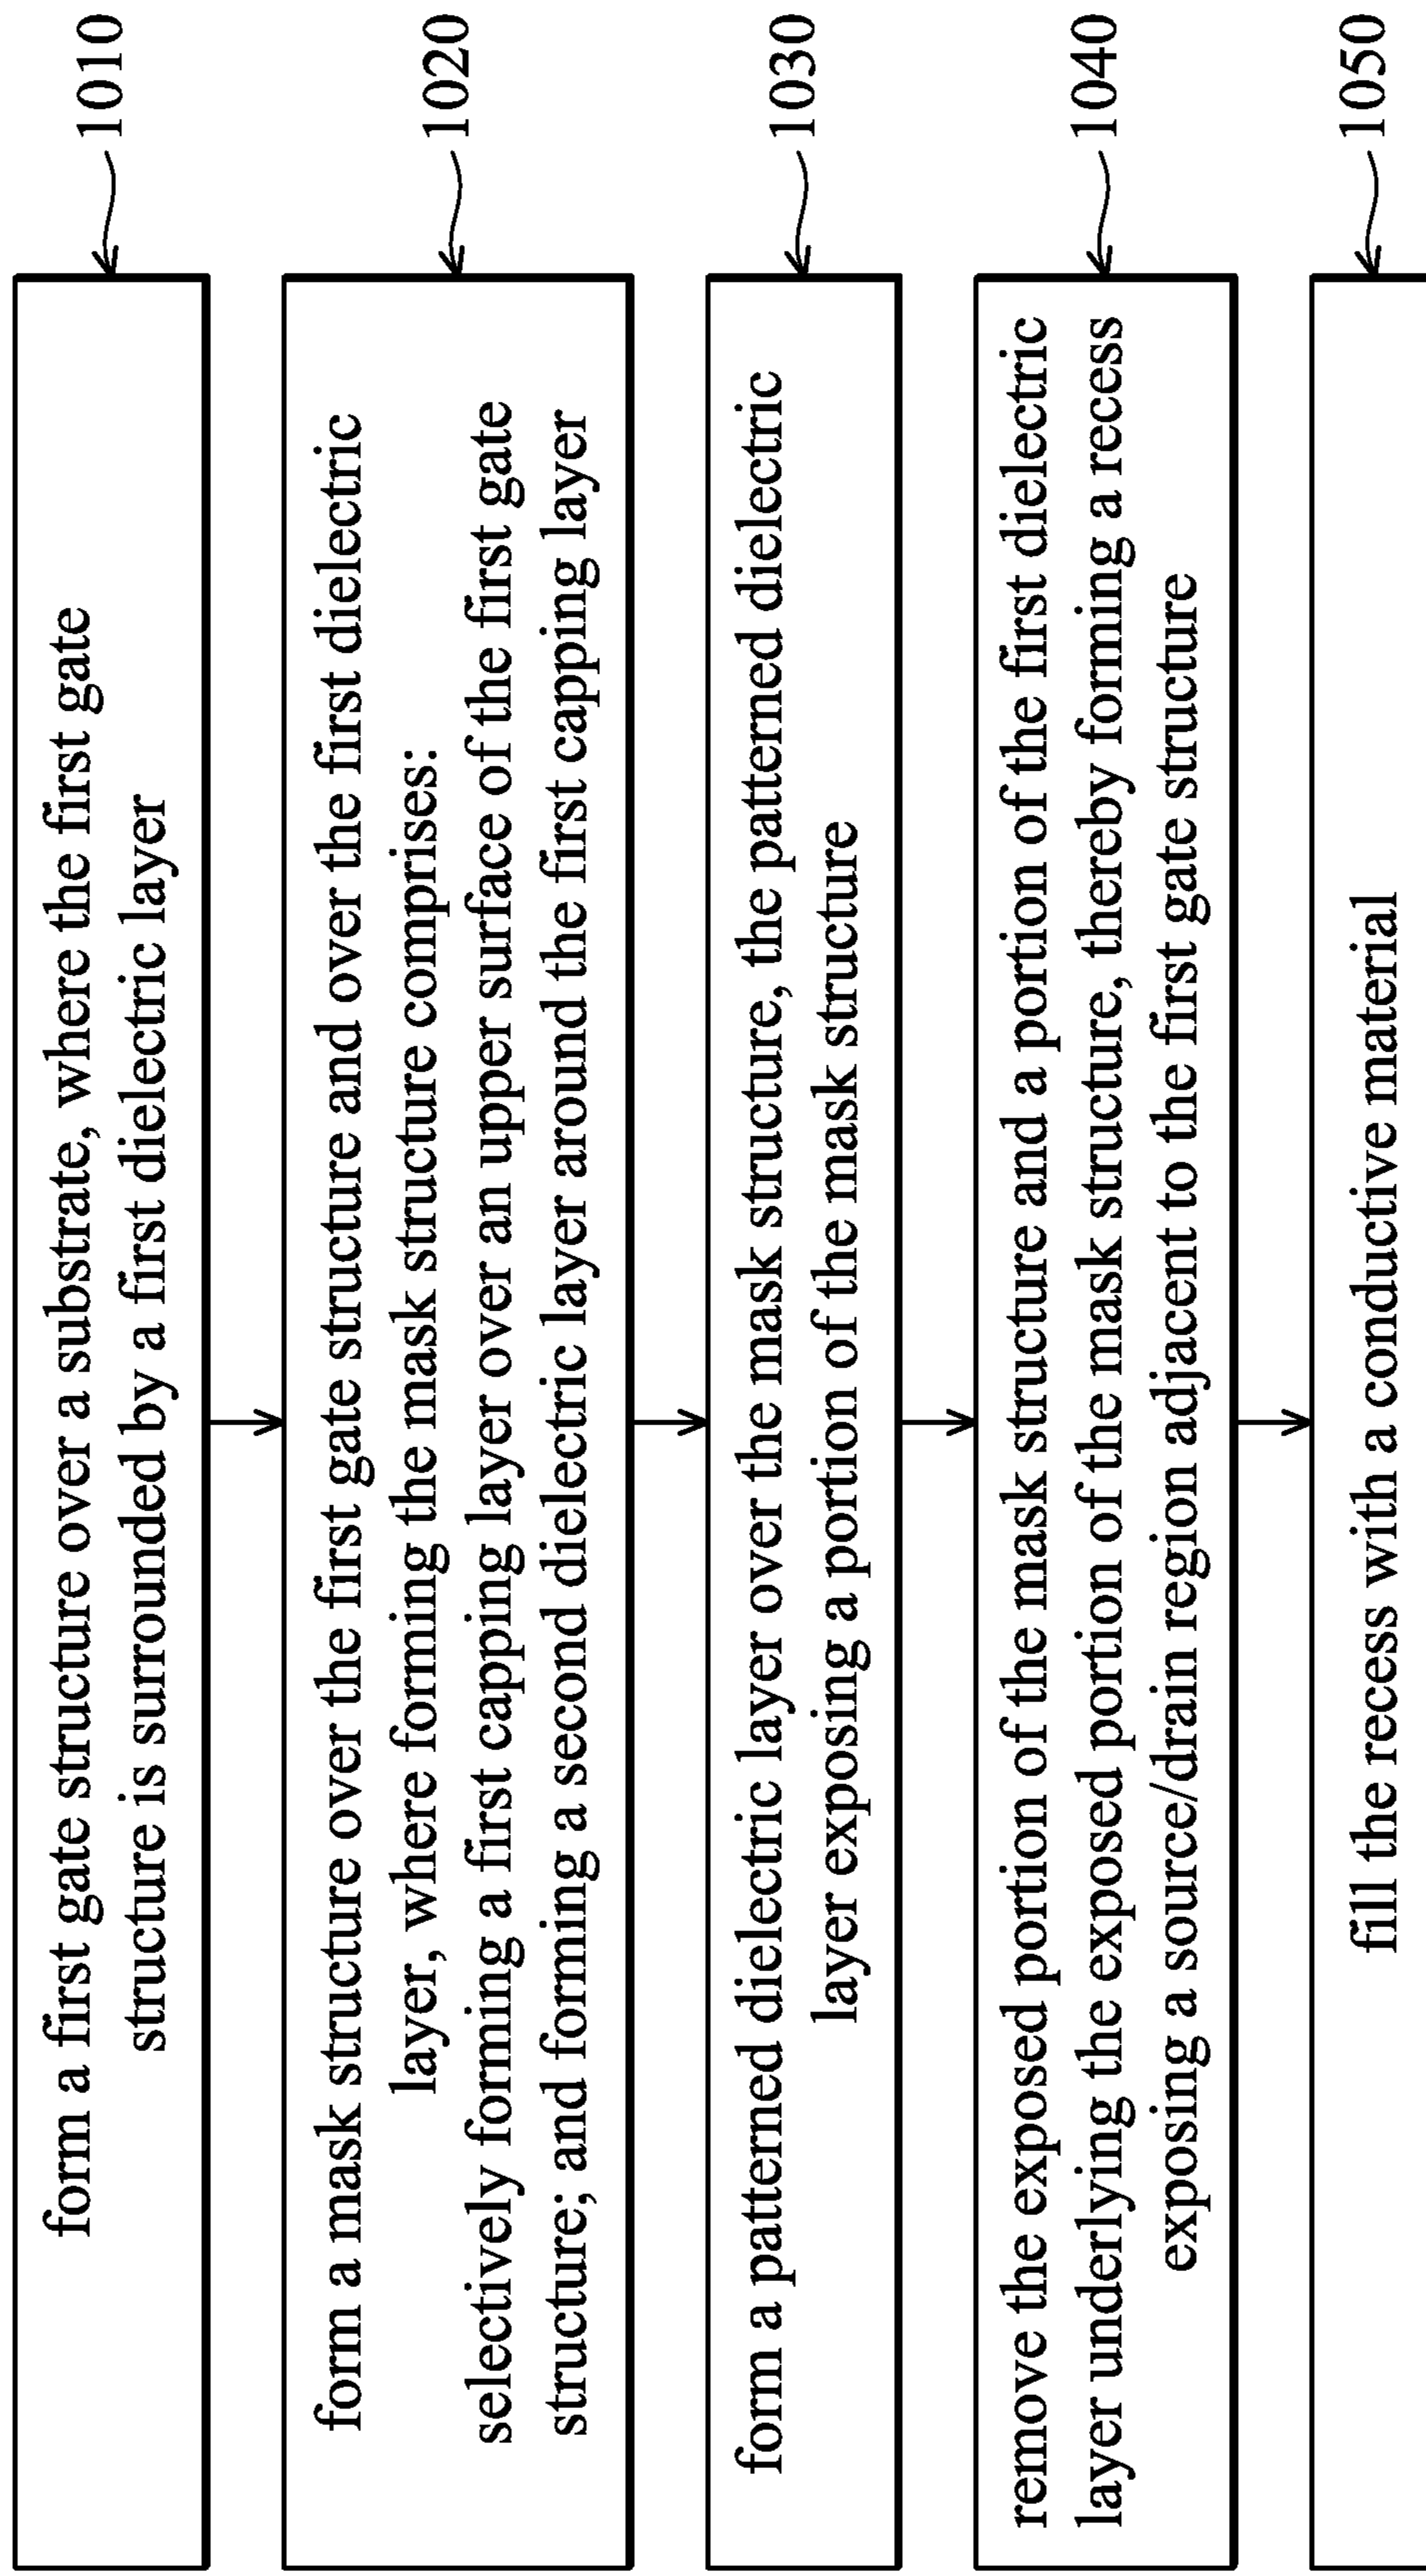 form a first gate structure over a substrate, where the first gate
structure is surrounded by a first dielectric layer
1010
form a mask structure over the first gate structure and over the first dielectric
layer, where forming the mask structure comprises:
selectively forming a first capping layer over an upper surface of the first gate
structure; and forming a second dielectric layer around the first capping layer
1020
form a patterned dielectric layer over the mask structure, the patterned dielectric
layer exposing a portion of the mask structure
1030
remove the exposed portion of the mask structure and a portion of the first dielectric
layer underlying the exposed portion of the mask structure, thereby forming a recess
exposing a source/drain region adjacent to the first gate structure
1040
fill the recess with a conductive material
1050